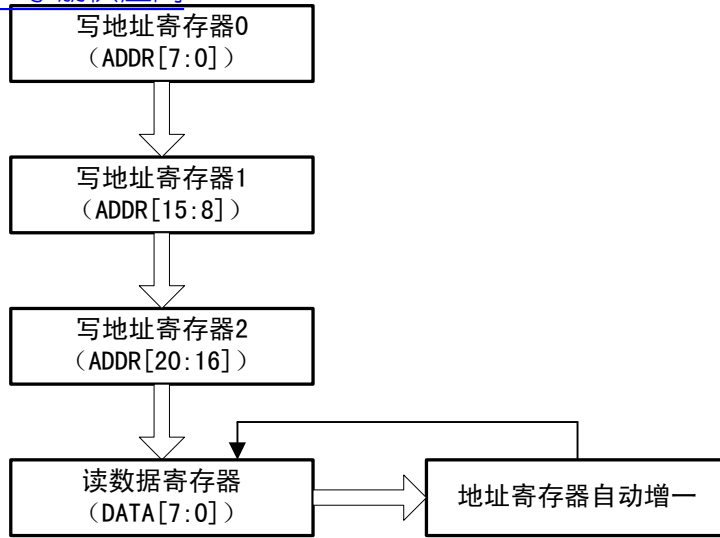 写地址寄存器0
（ADDR[7:0]）
写地址寄存器1
（ADDR[15:8]）
写地址寄存器2
（ADDR[20:16]）
读数据寄存器
（DATA[7:0]）
地址寄存器自动增一